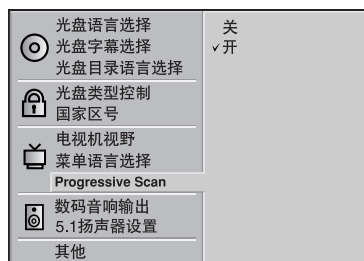 光盘语言选择
光盘字幕选择
光盘目录语言选择
光盘类型控制
国家区号
电视机视野
菜单语言选择
Progressive Scan
数码音响输出
5.1扬声器设置
其他
关
✓开